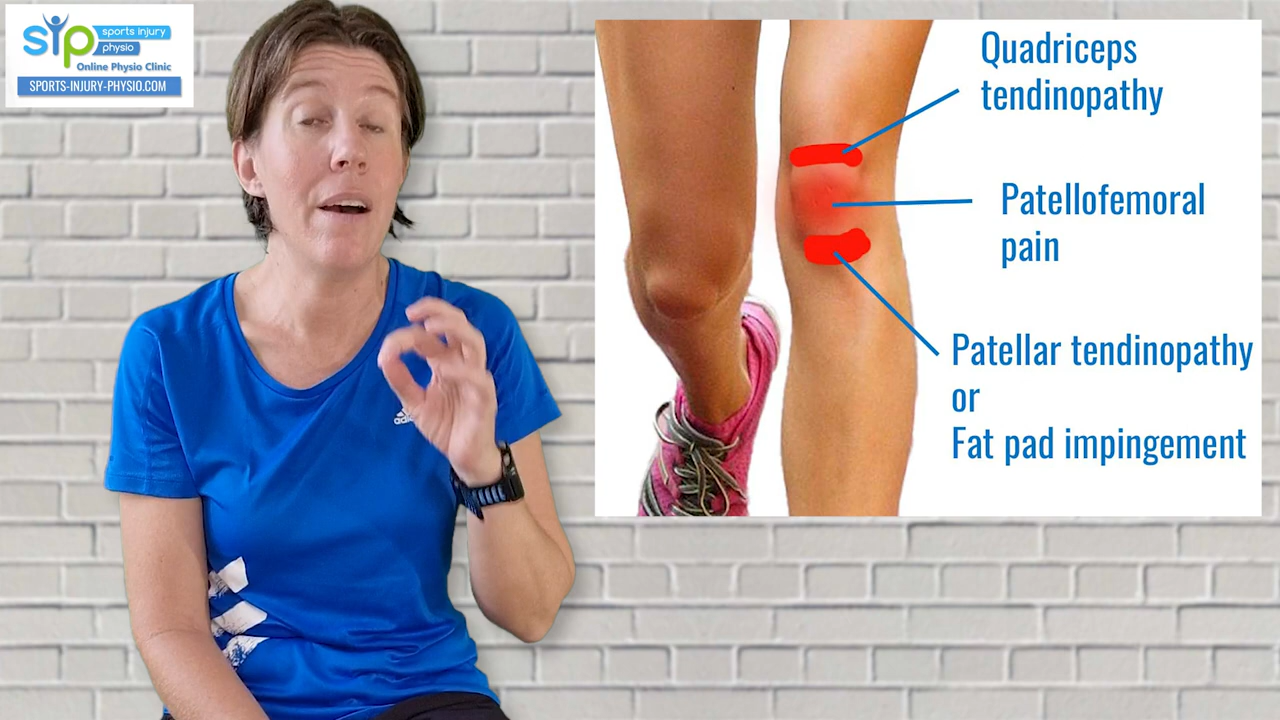 sip
sports injury
physio
Online Physio Clinic
SPORTS-INJURY-PHYSIO.COM
Quadriceps
tendinopathy
Patellofemoral
pain
Patellar tendinopathy
or
Fat pad impingement